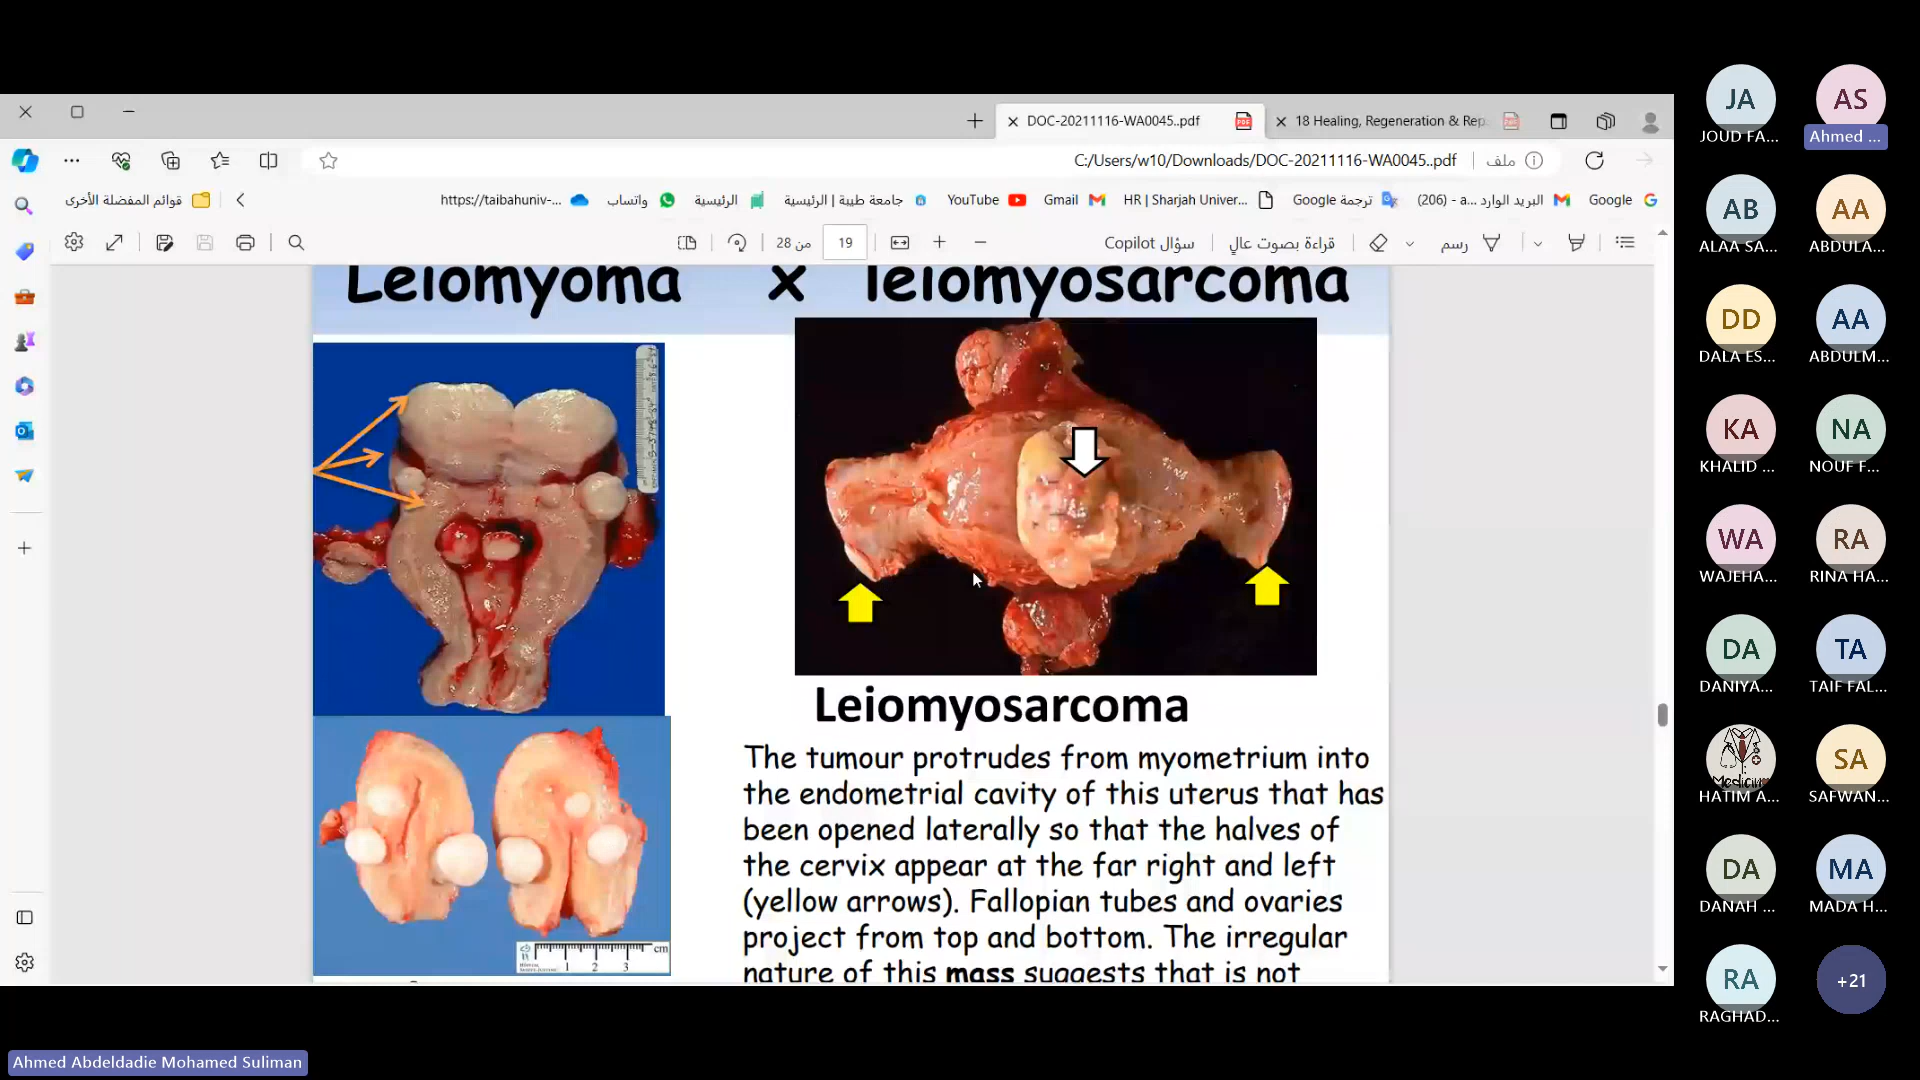 DOC-20211116-WA0045..pdf
18 Healing, Regeneration & Rep
C:/Users/w10/Downloads/DOC-20211116-WA0045..pdf
ملف
قوائم المفضلة الأخرى
https://taibahuniv-...
واتساب
الرئيسية
جامعة طيبة | الرئيسية
YouTube
Gmail
HR | Sharjah Univer...
ترجمة Google
البريد الوارد (206) - a...
Google
من 28
19
سؤال Copilot
قراءة بصوت عالٍ
رسم
Leiomyoma x leiomyosarcoma
Leiomyosarcoma
The tumour protrudes from myometrium into
the endometrial cavity of this uterus that has
been opened laterally so that the halves of
the cervix appear at the far right and left
(yellow arrows). Fallopian tubes and ovaries
project from top and bottom. The irregular
nature of this mass suggests that is not
cm
1 2 3
JA
JOUD FA...
AS
Ahmed ...
AB
ALAA SA...
AA
ABDULA...
DD
DALA ES...
AA
ABDULM...
KA
KHALID ...
NA
NOUF F...
WA
WAJEHA...
RA
RINA HA...
DA
DANIYA...
TA
TAIF FAL...
Medicine
HATIM A...
SA
SAFWAN...
DA
DANAH ...
MA
MADA H...
RA
RAGHAD...
+21
Ahmed Abdeldadie Mohamed Suliman